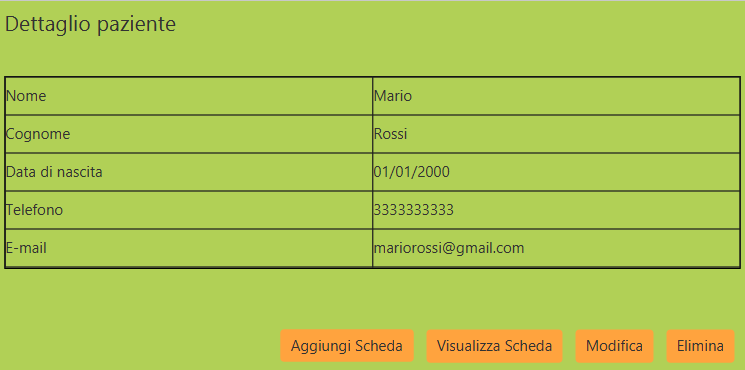 Dettaglio paziente
Nome Mario
Cognome Rossi
Data di nascita 01/01/2000
Telefono 3333333333
E-mail mariorossi@gmail.com
Aggiungi Scheda Visualizza Scheda Modifica Elimina